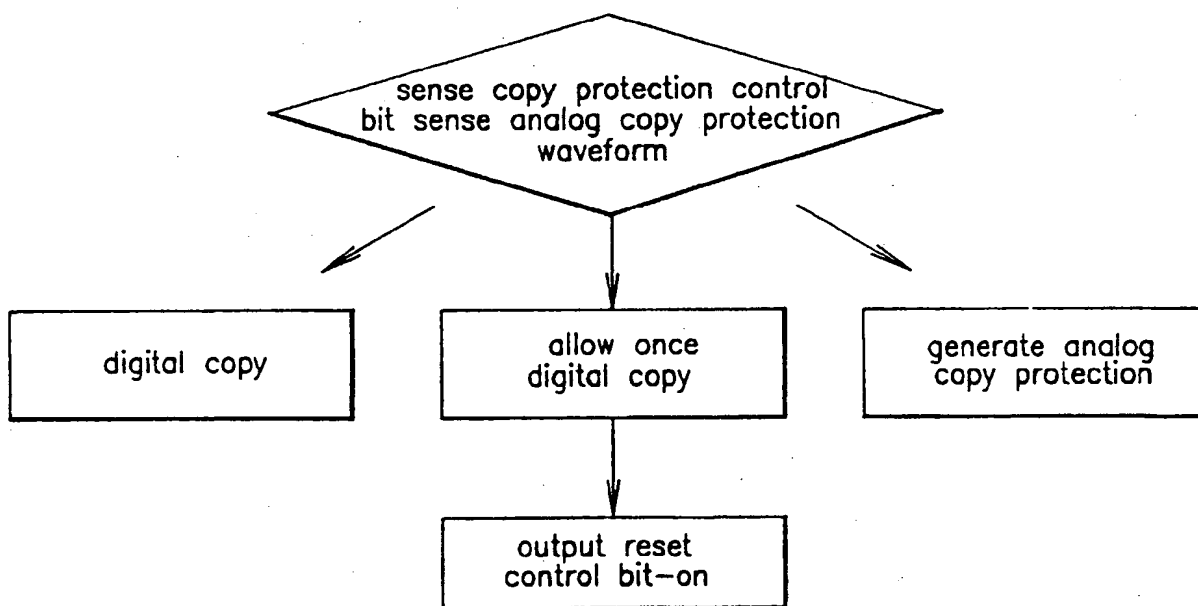 sense copy protection control
bit sense analog copy protection
waveform
digital copy
allow once
digital copy
generate analog
copy protection
output reset
control bit-on